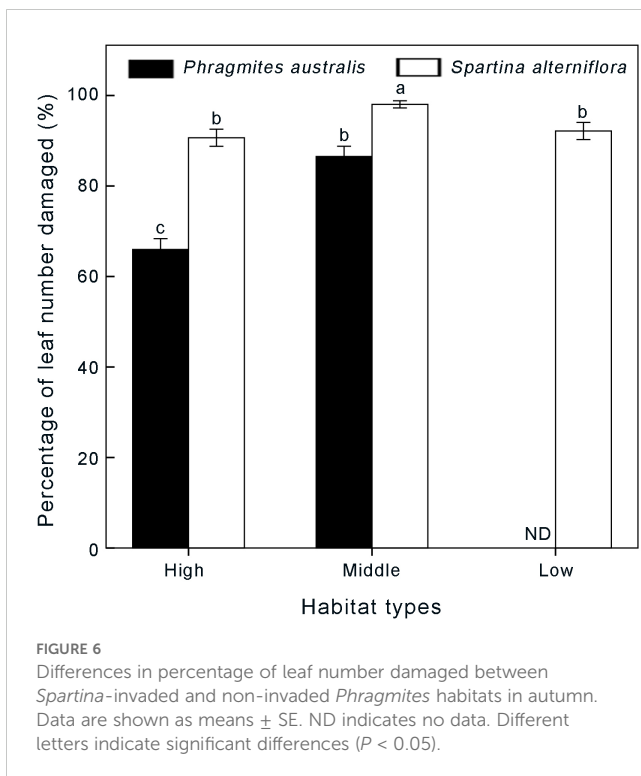 Phragmites australis Spartina alterniflora
Percentage of leaf number damaged (%)
100
80
60
40
20
0
c
b
b
a
ND
b
High Middle Low
Habitat types
FIGURE 6
Differences in percentage of leaf number damaged between
Spartina-invaded and non-invaded Phragmites habitats in autumn.
Data are shown as means ± SE. ND indicates no data. Different
letters indicate significant differences (P < 0.05).